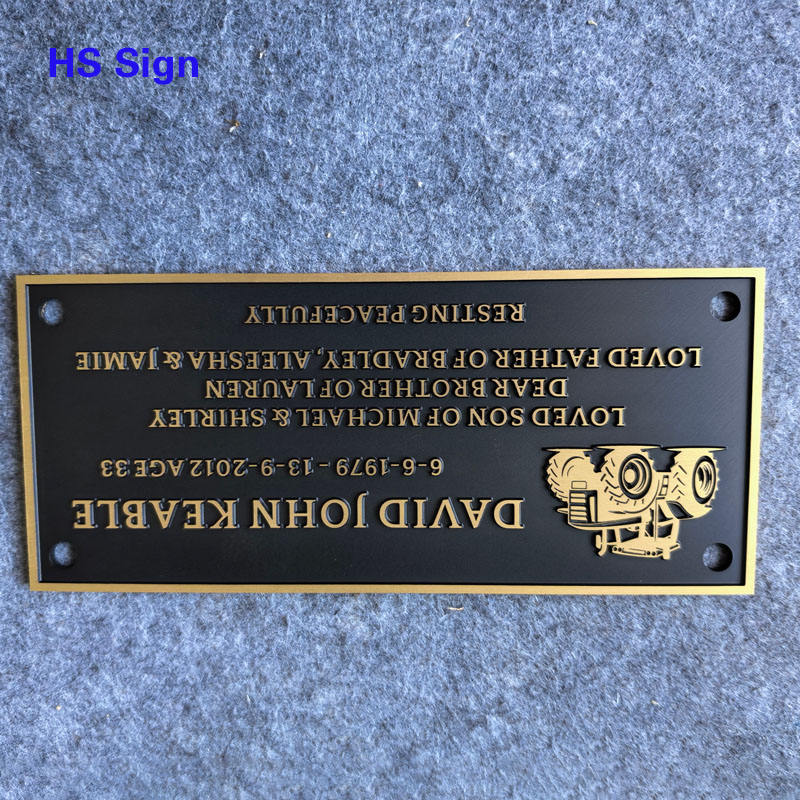 HS Sign
DAVID JOHN KEABLE
6-6-1979 - 13-9-2012 AGE 33
LOVED SON OF MICHAEL & SHIRLEY
DEAR BROTHER OF LAUREN
LOVED FATHER OF BRADLEY, ALEESHA & JAMIE
RESTING PEACEFULLY